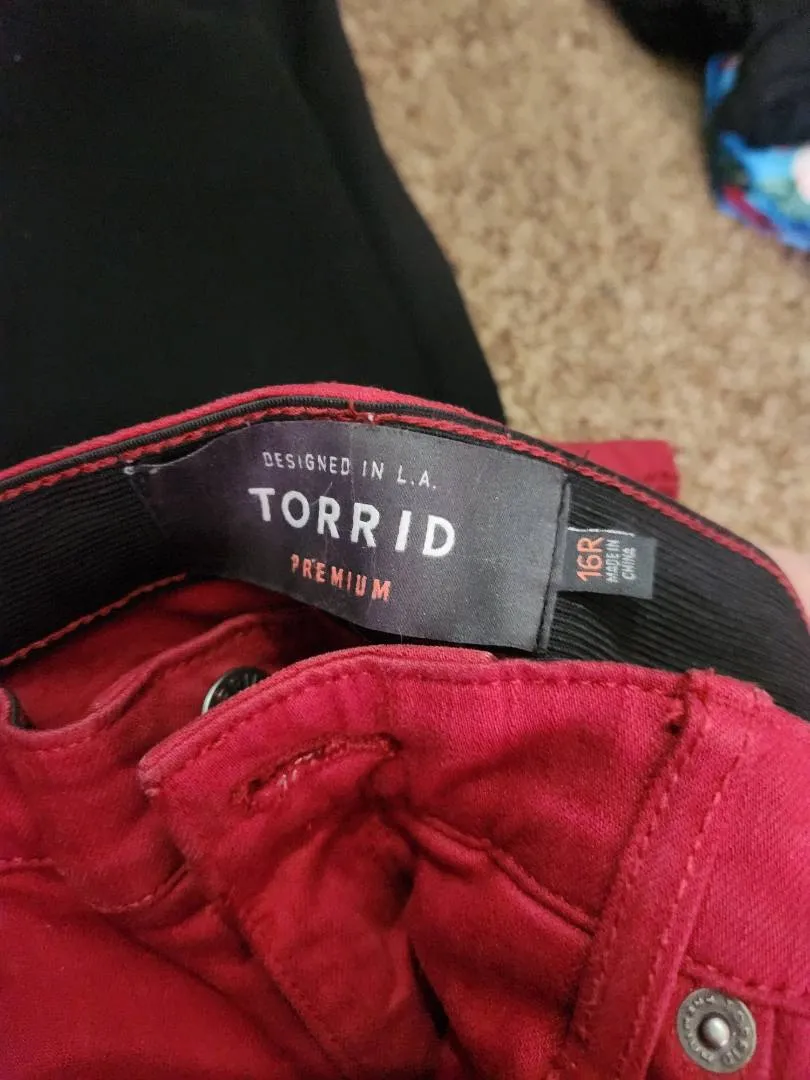 DESIGNED IN L.A.
TORRID
PREMIUM
16R
MADE IN
CHINA